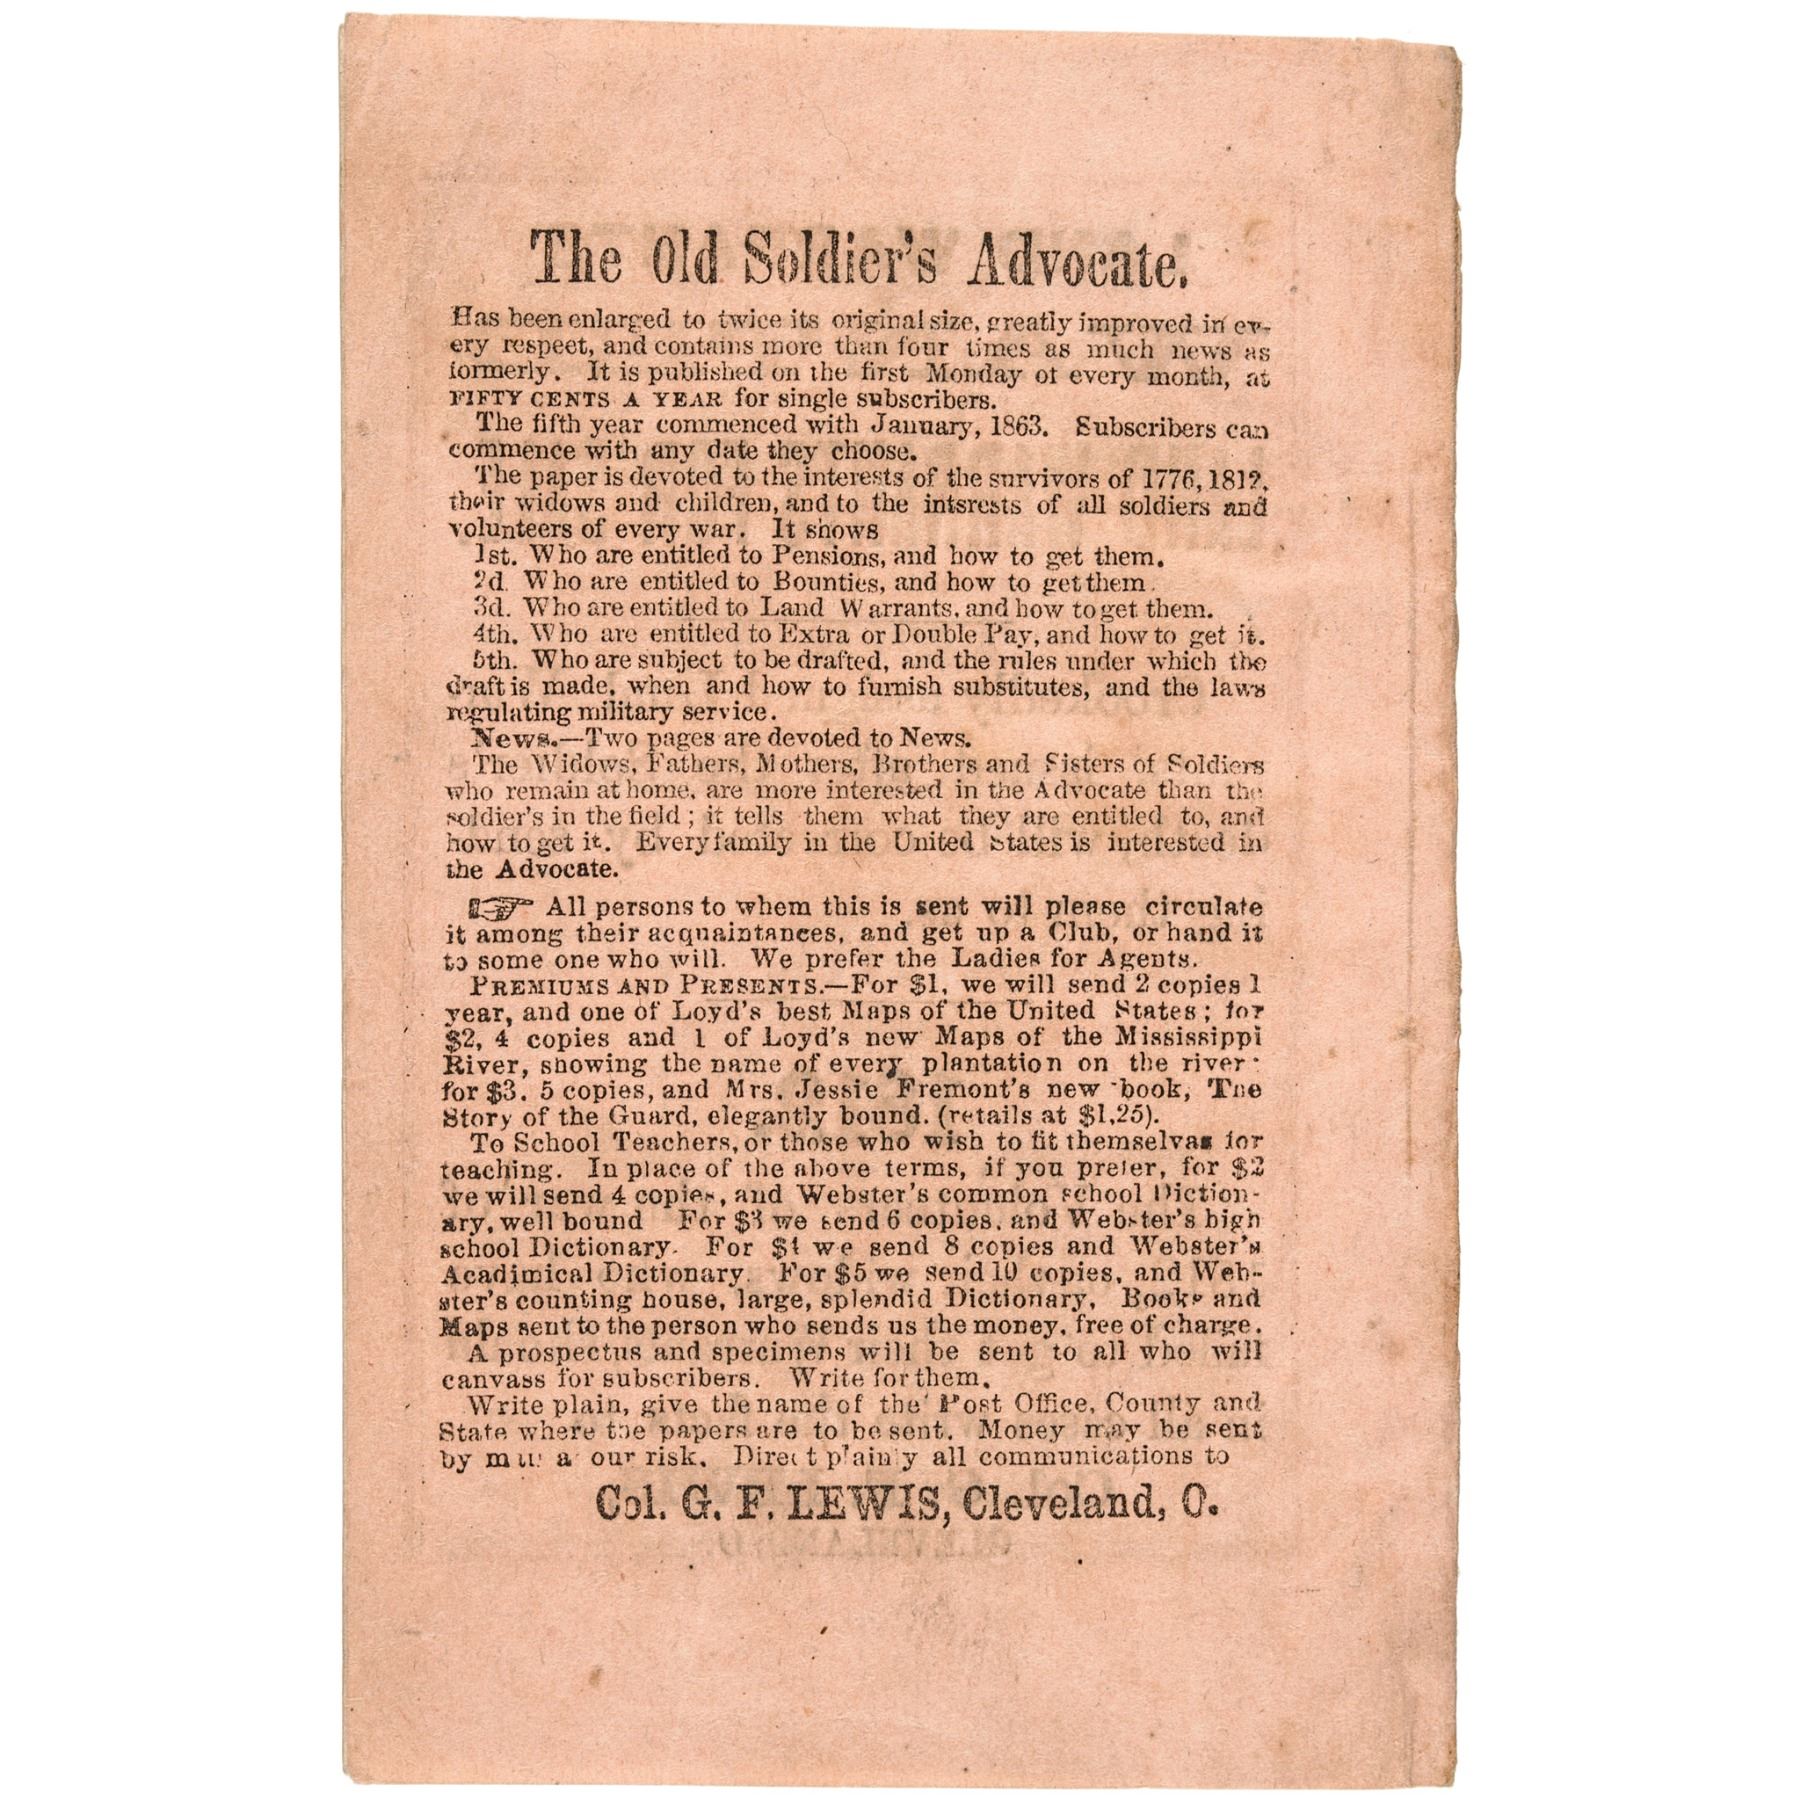 The Old Soldier's Advocate.
Has been enlarged to twice its original size, greatly improved in ev-
ery respect, and contains more than four times as much news as
formerly. It is published on the first Monday of every month, at
FIFTY CENTS A YEAR for single subscribers.
The fifth year commenced with January, 1863. Subscribers can
commence with any date they choose.
The paper is devoted to the interests of the survivors of 1776, 1812,
their widows and children, and to the intsrests of all soldiers and
volunteers of every war. It shows
1st. Who are entitled to Pensions, and how to get them.
2d. Who are entitled to Bounties, and how to get them.
3d. Who are entitled to Land Warrants, and how to get them.
4th. Who are entitled to Extra or Double Pay, and how to get it.
5th. Who are subject to be drafted, and the rules under which the
draft is made, when and how to furnish substitutes, and the laws
regulating military service.
News.—Two pages are devoted to News.
The Widows, Fathers, Mothers, Brothers and Sisters of Soldiers
who remain at home, are more interested in the Advocate than the
soldier's in the field; it tells them what they are entitled to, and
how to get it. Every family in the United States is interested in
the Advocate.
☞ All persons to whom this is sent will please circulate
it among their acquaintances, and get up a Club, or hand it
to some one who will. We prefer the Ladies for Agents.
PREMIUMS AND PRESENTS.—For $1, we will send 2 copies 1
year, and one of Loyd's best Maps of the United States; for
$2, 4 copies and 1 of Loyd's new Maps of the Mississippi
River, showing the name of every plantation on the river;
for $3. 5 copies, and Mrs. Jessie Fremont's new book, The
Story of the Guard, elegantly bound. (retails at $1,25).
To School Teachers, or those who wish to fit themselvas for
teaching. In place of the above terms, if you prefer, for $2
we will send 4 copies, and Webster's common school Diction-
ary, well bound For $3 we send 6 copies, and Webster's high
school Dictionary. For $4 we send 8 copies and Webster's
Acadimical Dictionary. For $5 we send 10 copies, and Web-
ster's counting house, large, splendid Dictionary, Books and
Maps sent to the person who sends us the money, free of charge.
A prospectus and specimens will be sent to all who will
canvass for subscribers. Write for them.
Write plain, give the name of the Post Office, County and
State where the papers are to be sent. Money may be sent
by our risk. Direct plainly all communications to
Col. G. F. LEWIS, Cleveland, O.